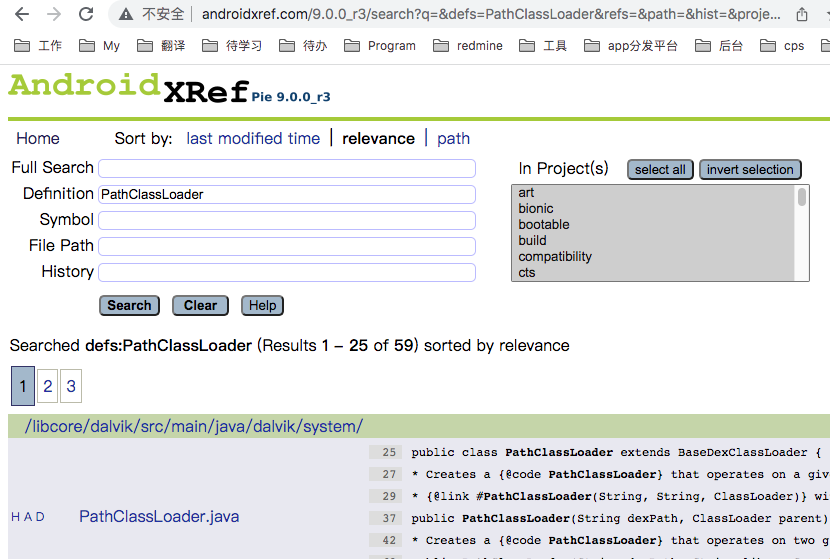 不安全 | androidxref.com/9.0.0_r3/search?q=&defs=PathClassLoader&refs=&path=&hist=&proje...
工作 My 翻译 待学习 待办 Program redmine 工具 app分发平台 后台 cps
AndroidXRef Pie 9.0.0_r3
Home Sort by: last modified time | relevance | path
Full Search
Definition PathClassLoader
Symbol
File Path
History
Search Clear Help
In Project(s) select all invert selection
art
bionic
bootable
build
compatibility
cts
Searched defs:PathClassLoader (Results 1 – 25 of 59) sorted by relevance
1 2 3
/libcore/dalvik/src/main/java/dalvik/system/
H A D PathClassLoader.java
25 public class PathClassLoader extends BaseDexClassLoader {
27 * Creates a {@code PathClassLoader} that operates on a giv
29 * {@link #PathClassLoader(String, String, ClassLoader)} wi
37 public PathClassLoader(String dexPath, ClassLoader parent)
42 * Creates a {@code PathClassLoader} that operates on two g